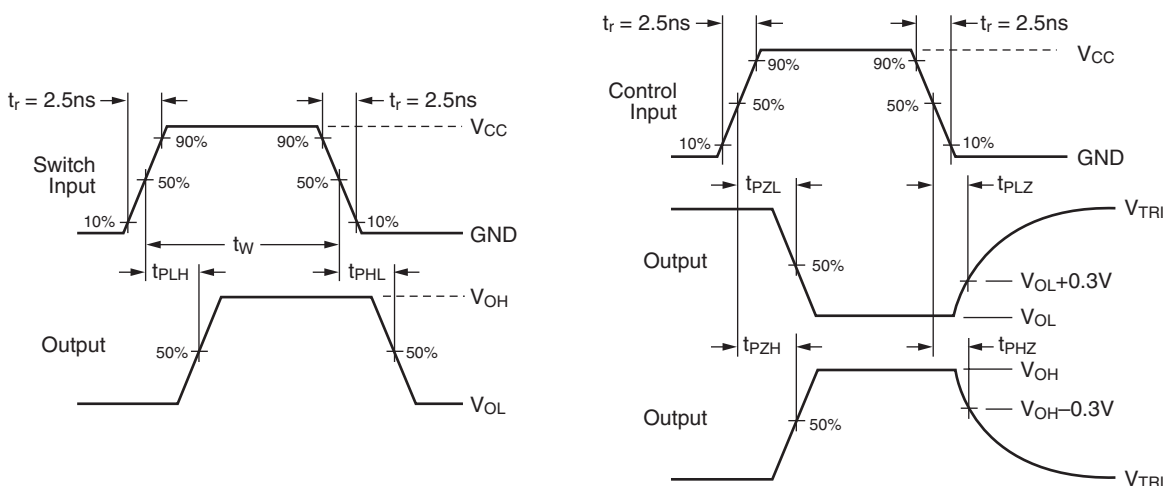 tr = 2.5ns
tr = 2.5ns
VCC
90%
90%
Switch
Input
50%
50%
10%
10%
GND
tW
tPLH
tPHL
VOH
Output
50%
50%
VOL
tr = 2.5ns
tr = 2.5ns
VCC
90%
90%
Control
Input
50%
50%
10%
10%
GND
tPZL
tPLZ
VTRI
Output
50%
VOL+0.3V
VOL
tPZH
tPHZ
VOH
VOH–0.3V
Output
50%
VTRI